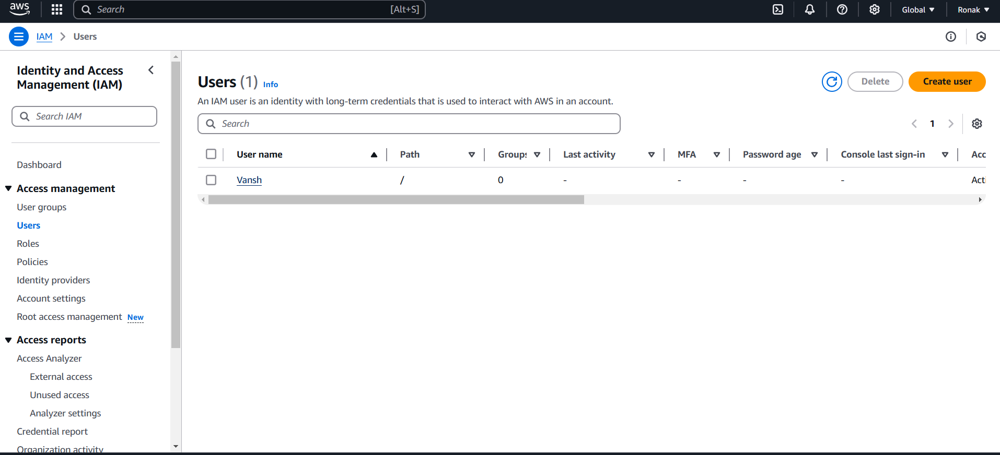 aws
Search [Alt+S]
Global
Ronak
IAM > Users
Identity and Access
Management (IAM)
Search IAM
Dashboard
Access management
User groups
Users
Roles
Policies
Identity providers
Account settings
Root access management New
Access reports
Access Analyzer
External access
Unused access
Analyzer settings
Credential report
Organization activity
Users (1) Info
Delete
Create user
An IAM user is an identity with long-term credentials that is used to interact with AWS in an account.
Search
1
User name Path Groups Last activity MFA Password age Console last sign-in Acc
Vansh / 0 - - - - Acti